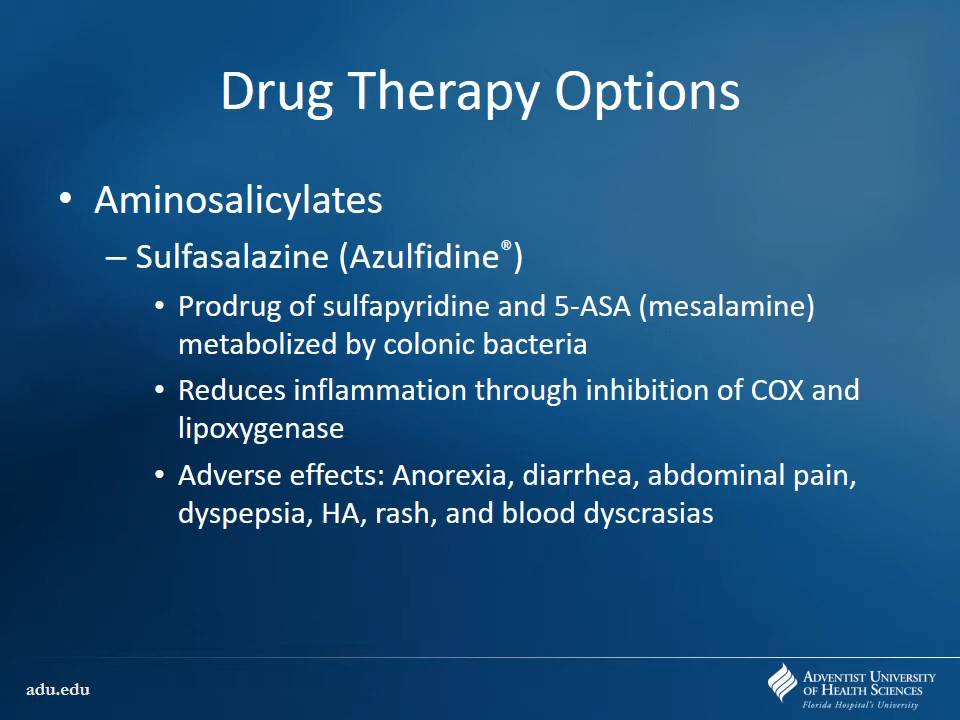 Drug Therapy Options
• Aminosalicylates
– Sulfasalazine (Azulfidine®)
• Prodrug of sulfapyridine and 5-ASA (mesalamine)
metabolized by colonic bacteria
• Reduces inflammation through inhibition of COX and
lipoxygenase
• Adverse effects: Anorexia, diarrhea, abdominal pain,
dyspepsia, HA, rash, and blood dyscrasias
adu.edu
ADVENTIST UNIVERSITY
OF HEALTH SCIENCES
Florida Hospital's University